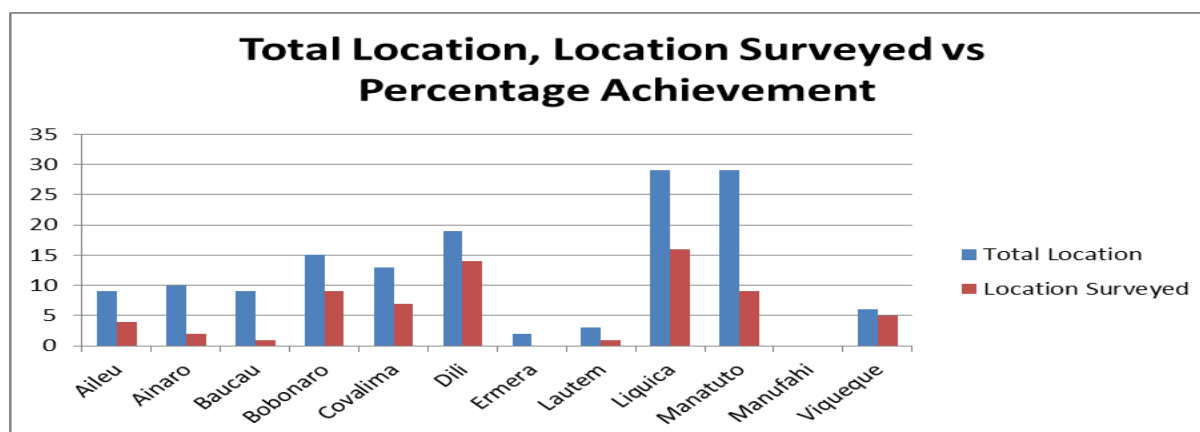 Total Location, Location Surveyed vs
Percentage Achievement
35
30
25
20
15
10
5
0
Total Location
Location Surveyed
Aileu
Ainaro
Baucau
Bobonaro
Covalima
Dili
Ermera
Lautem
Liquica
Manatuto
Manufahi
Viqueque